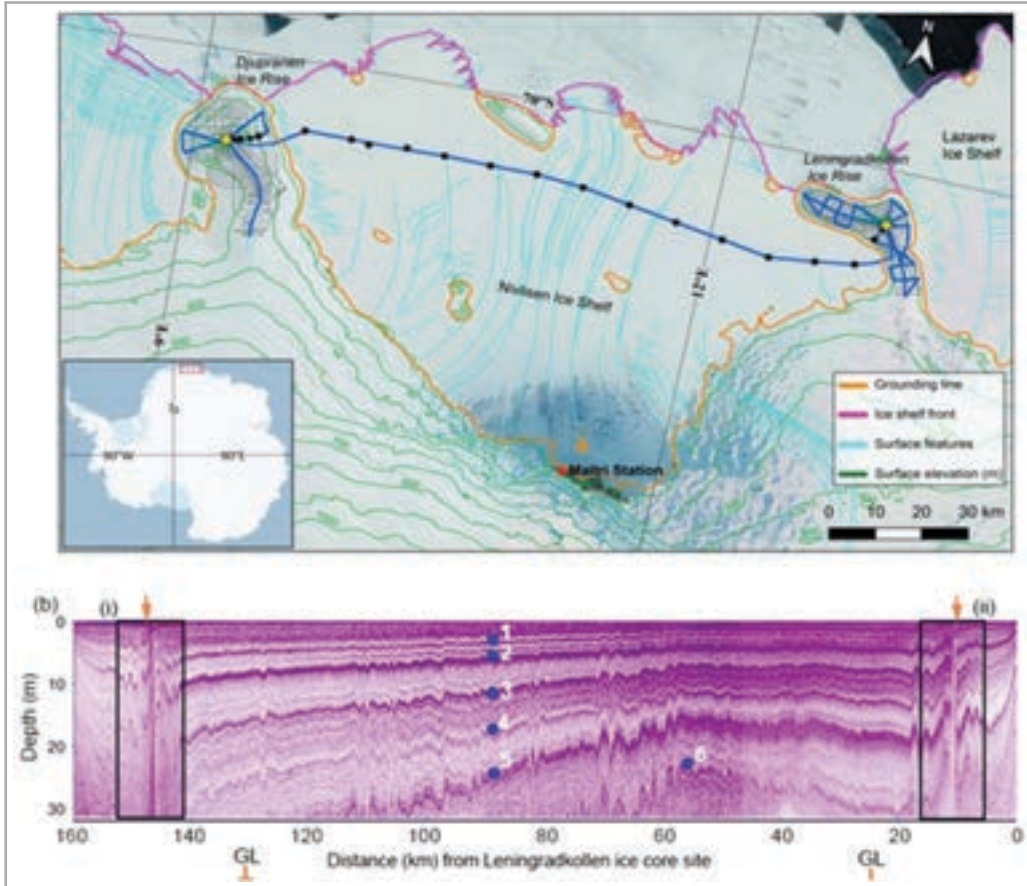 N
Djupranen
Ice Rise
70°S
Lazarev
Ice Shelf
Leningradkollen
Ice Rise
Nivlisen Ice Shelf
12°E
9°E
Grounding line
Ice shelf front
Surface features
Surface elevation (m)
Maitri Station
90°W
90°E
0 10 20 30 km
(b)
(i)
(ii)
0
10
20
30
Depth (m)
1
2
3
4
5
6
160 140 120 100 80 60 40 20 0
Distance (km) from Leningradkollen ice core site
GL
GL